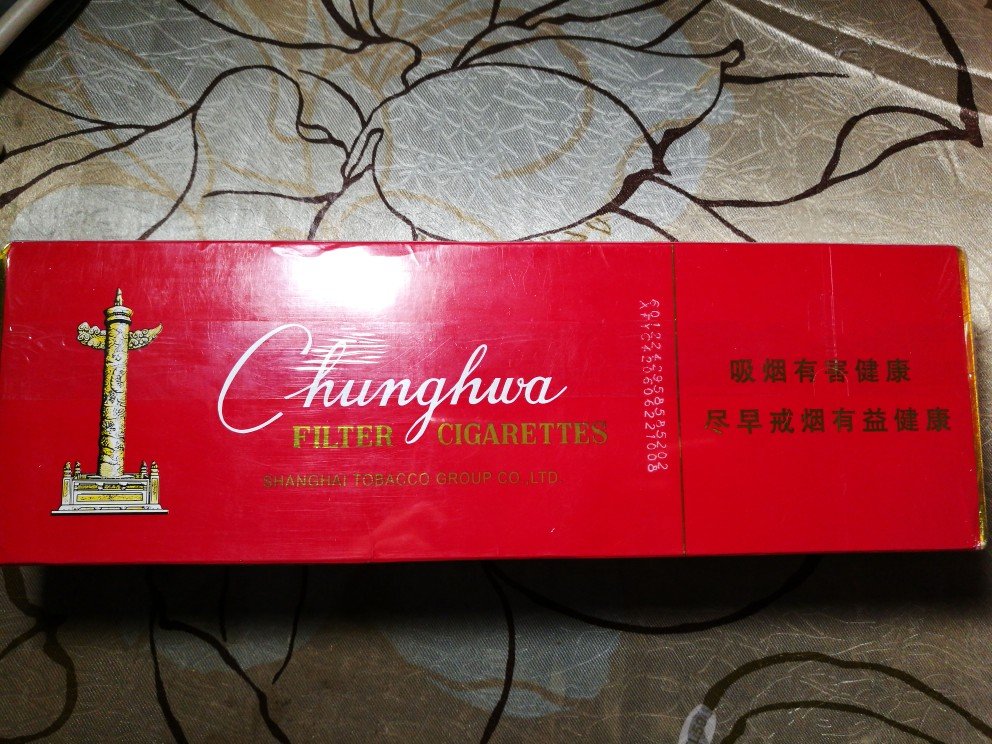 Chunghwa
FILTER CIGARETTES
SHANGHAI TOBACCO GROUP CO.,LTD.
吸烟有害健康
尽早戒烟有益健康